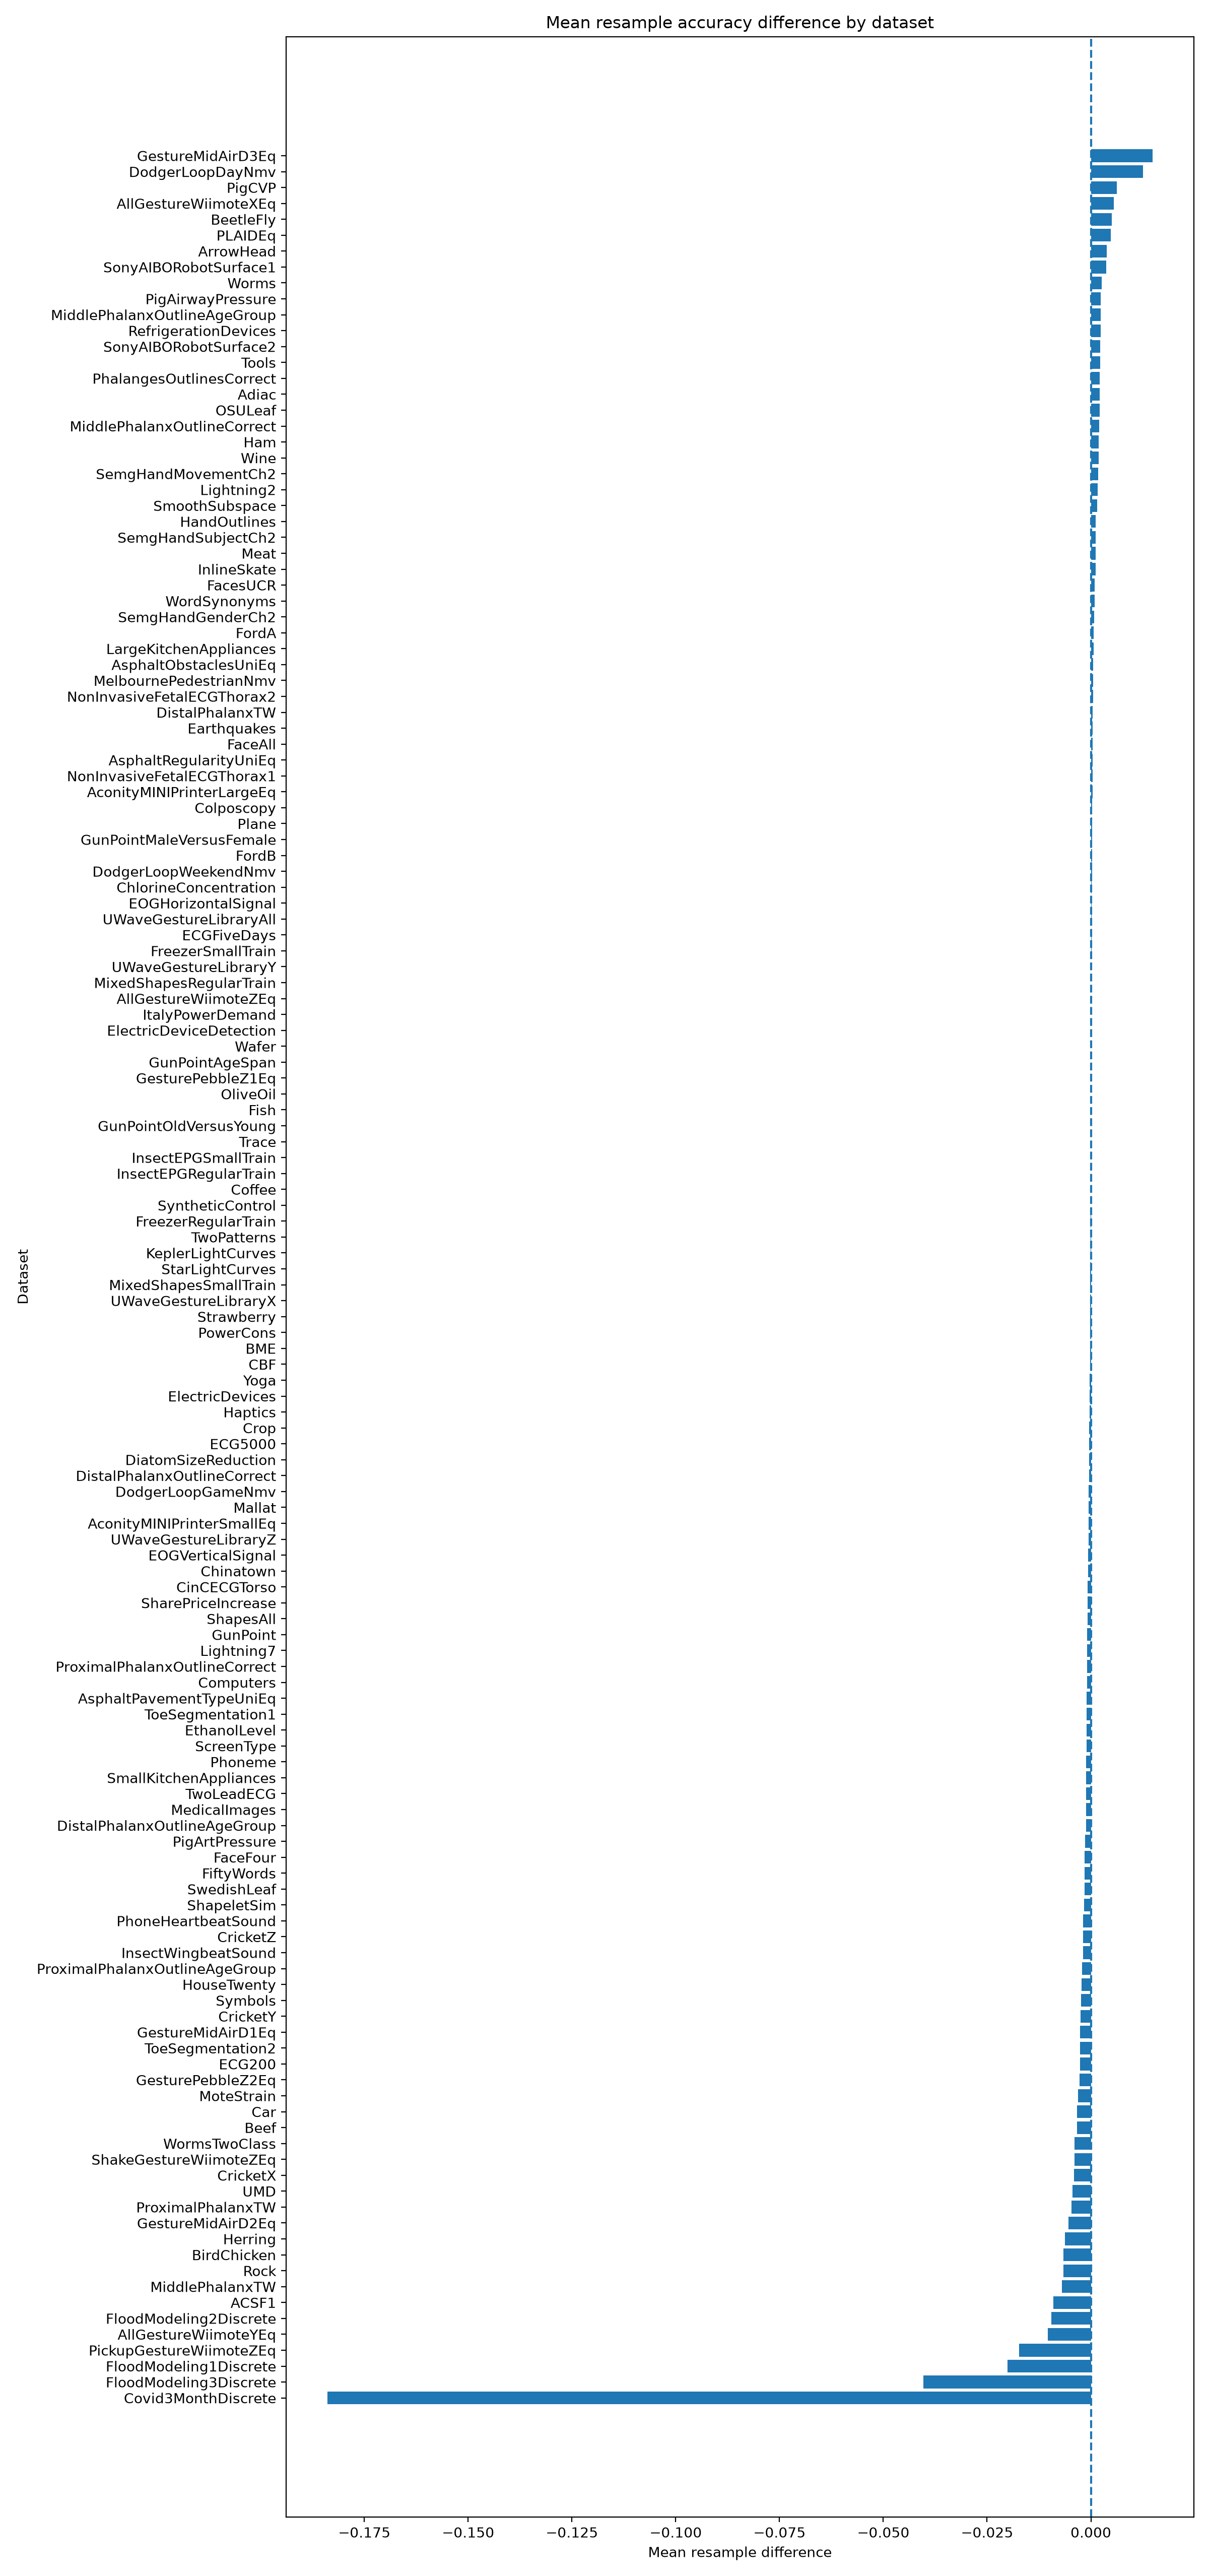 Mean resample accuracy difference by dataset
GestureMidAirD3Eq
DodgerLoopDayNmv
PigCVP
AllGestureWiimoteXEq
BeetleFly
PLAIDEq
ArrowHead
SonyAIBORobotSurface1
Worms
PigAirwayPressure
MiddlePhalanxOutlineAgeGroup
RefrigerationDevices
SonyAIBORobotSurface2
Tools
PhalangesOutlinesCorrect
Adiac
OSULeaf
MiddlePhalanxOutlineCorrect
Ham
Wine
SemgHandMovementCh2
Lightning2
SmoothSubspace
HandOutlines
SemgHandSubjectCh2
Meat
InlineSkate
FacesUCR
WordSynonyms
SemgHandGenderCh2
FordA
LargeKitchenAppliances
AsphaltObstaclesUniEq
MelbournePedestrianNmv
NonInvasiveFetalECGThorax2
DistalPhalanxTW
Earthquakes
FaceAll
AsphaltRegularityUniEq
NonInvasiveFetalECGThorax1
AconityMINIPrinterLargeEq
Colposcopy
Plane
GunPointMaleVersusFemale
FordB
DodgerLoopWeekendNmv
ChlorineConcentration
EOGHorizontalSignal
UWaveGestureLibraryAll
ECGFiveDays
FreezerSmallTrain
UWaveGestureLibraryY
MixedShapesRegularTrain
AllGestureWiimoteZEq
ItalyPowerDemand
ElectricDeviceDetection
Wafer
GunPointAgeSpan
GesturePebbleZ1Eq
OliveOil
Fish
GunPointOldVersusYoung
Trace
InsectEPGSmallTrain
InsectEPGRegularTrain
Coffee
SyntheticControl
FreezerRegularTrain
TwoPatterns
KeplerLightCurves
StarLightCurves
MixedShapesSmallTrain
UWaveGestureLibraryX
Strawberry
PowerCons
BME
CBF
Yoga
ElectricDevices
Haptics
Crop
ECG5000
DiatomSizeReduction
DistalPhalanxOutlineCorrect
DodgerLoopGameNmv
Mallat
AconityMINIPrinterSmallEq
UWaveGestureLibraryZ
EOGVerticalSignal
Chinatown
CinCECGTorso
SharePriceIncrease
ShapesAll
GunPoint
Lightning7
ProximalPhalanxOutlineCorrect
Computers
AsphaltPavementTypeUniEq
ToeSegmentation1
EthanolLevel
ScreenType
Phoneme
SmallKitchenAppliances
TwoLeadECG
MedicalImages
DistalPhalanxOutlineAgeGroup
PigArtPressure
FaceFour
FiftyWords
SwedishLeaf
ShapeletSim
PhoneHeartbeatSound
CricketZ
InsectWingbeatSound
ProximalPhalanxOutlineAgeGroup
HouseTwenty
Symbols
CricketY
GestureMidAirD1Eq
ToeSegmentation2
ECG200
GesturePebbleZ2Eq
MoteStrain
Car
Beef
WormsTwoClass
ShakeGestureWiimoteZEq
CricketX
UMD
ProximalPhalanxTW
GestureMidAirD2Eq
Herring
BirdChicken
Rock
MiddlePhalanxTW
ACSF1
FloodModeling2Discrete
AllGestureWiimoteYEq
PickupGestureWiimoteZEq
FloodModeling1Discrete
FloodModeling3Discrete
Covid3MonthDiscrete
Dataset
−0.175 −0.150 −0.125 −0.100 −0.075 −0.050 −0.025 0.000
Mean resample difference